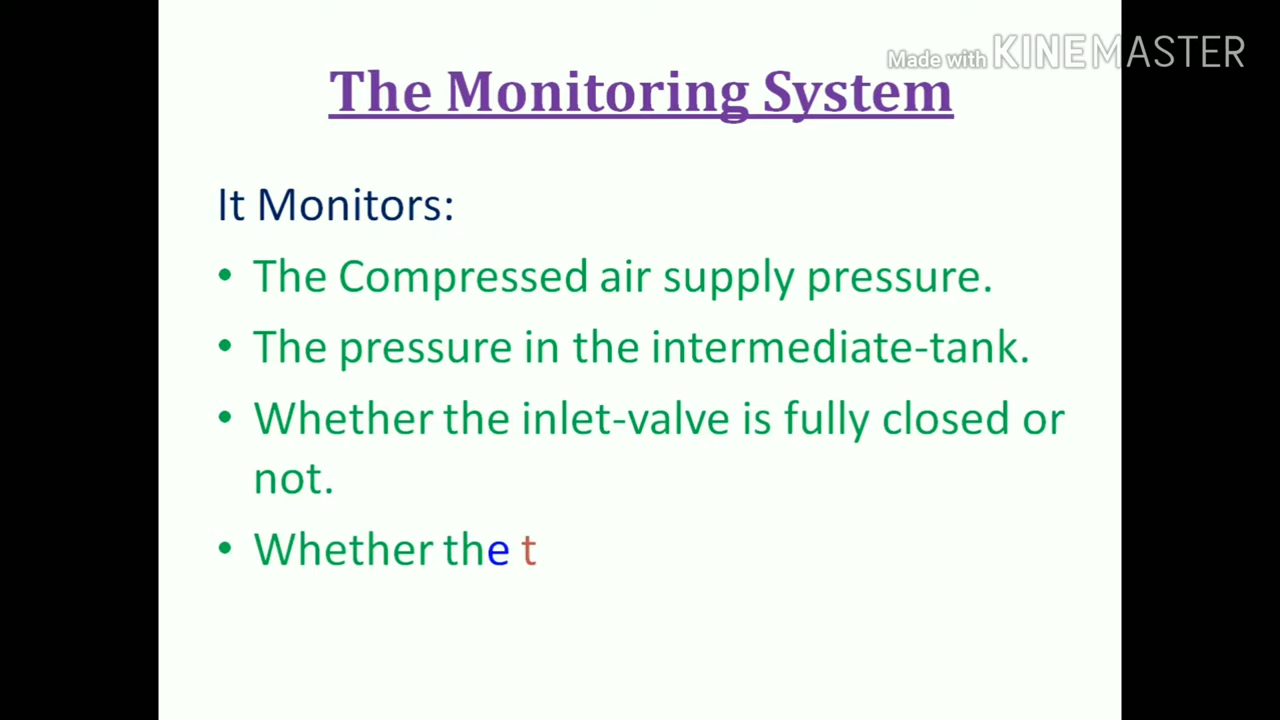 Made with KINEMASTER
The Monitoring System
It Monitors:
• The Compressed air supply pressure.
• The pressure in the intermediate-tank.
• Whether the inlet-valve is fully closed or
not.
• Whether the t